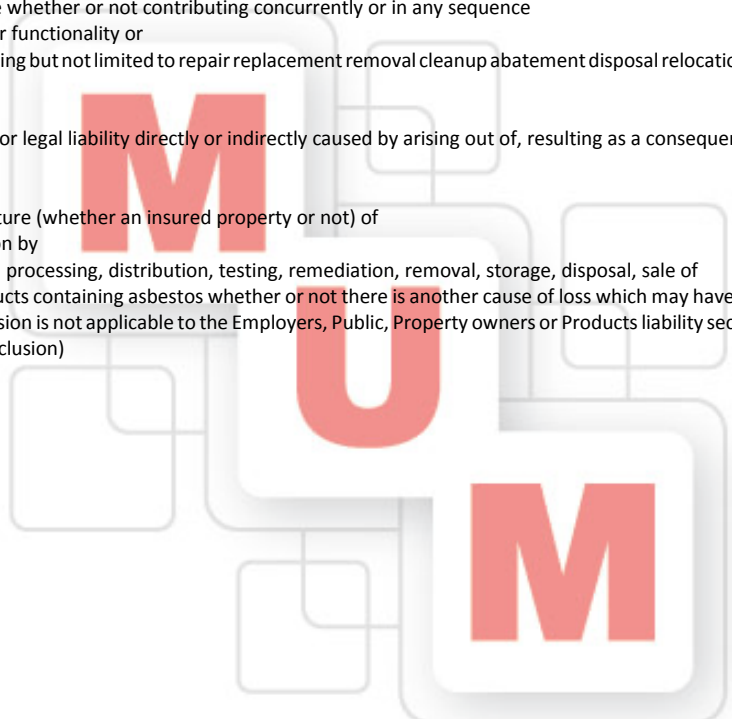 whether or not contributing concurrently or in any sequence
functionality or
ing but not limited to repair replacement removal cleanup abatement disposal relocatio
or legal liability directly or indirectly caused by arising out of, resulting as a consequen
ture (whether an insured property or not) of
on by
processing, distribution, testing, remediation, removal, storage, disposal, sale of
ucts containing asbestos whether or not there is another cause of loss which may have
sion is not applicable to the Employers, Public, Property owners or Products liability sec
clusion)
M
U
M